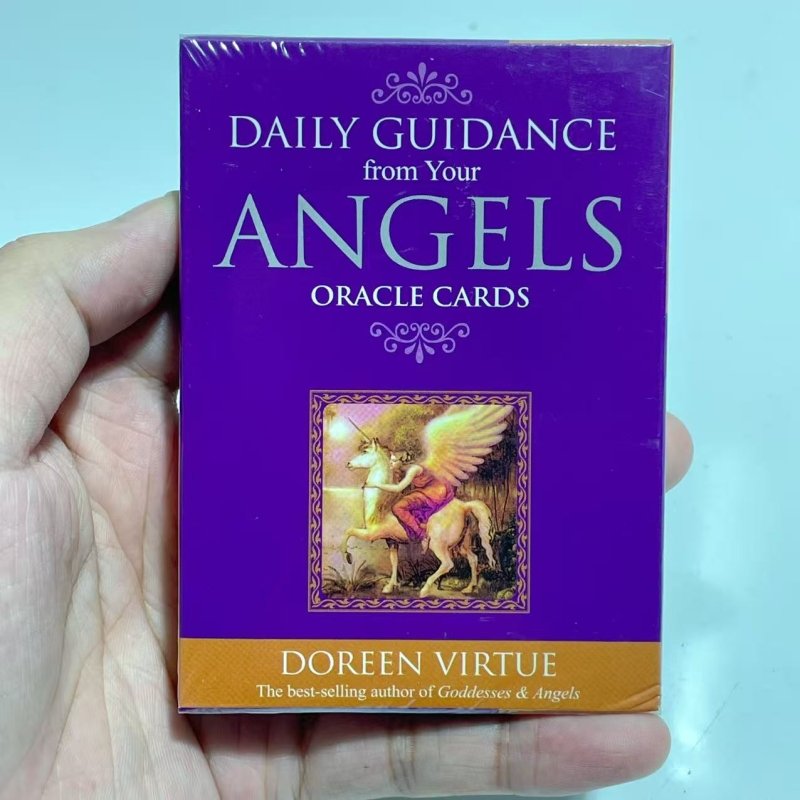 DAILY GUIDANCE
from Your
ANGELS
ORACLE CARDS
DOREEN VIRTUE
The best-selling author of Goddesses & Angels